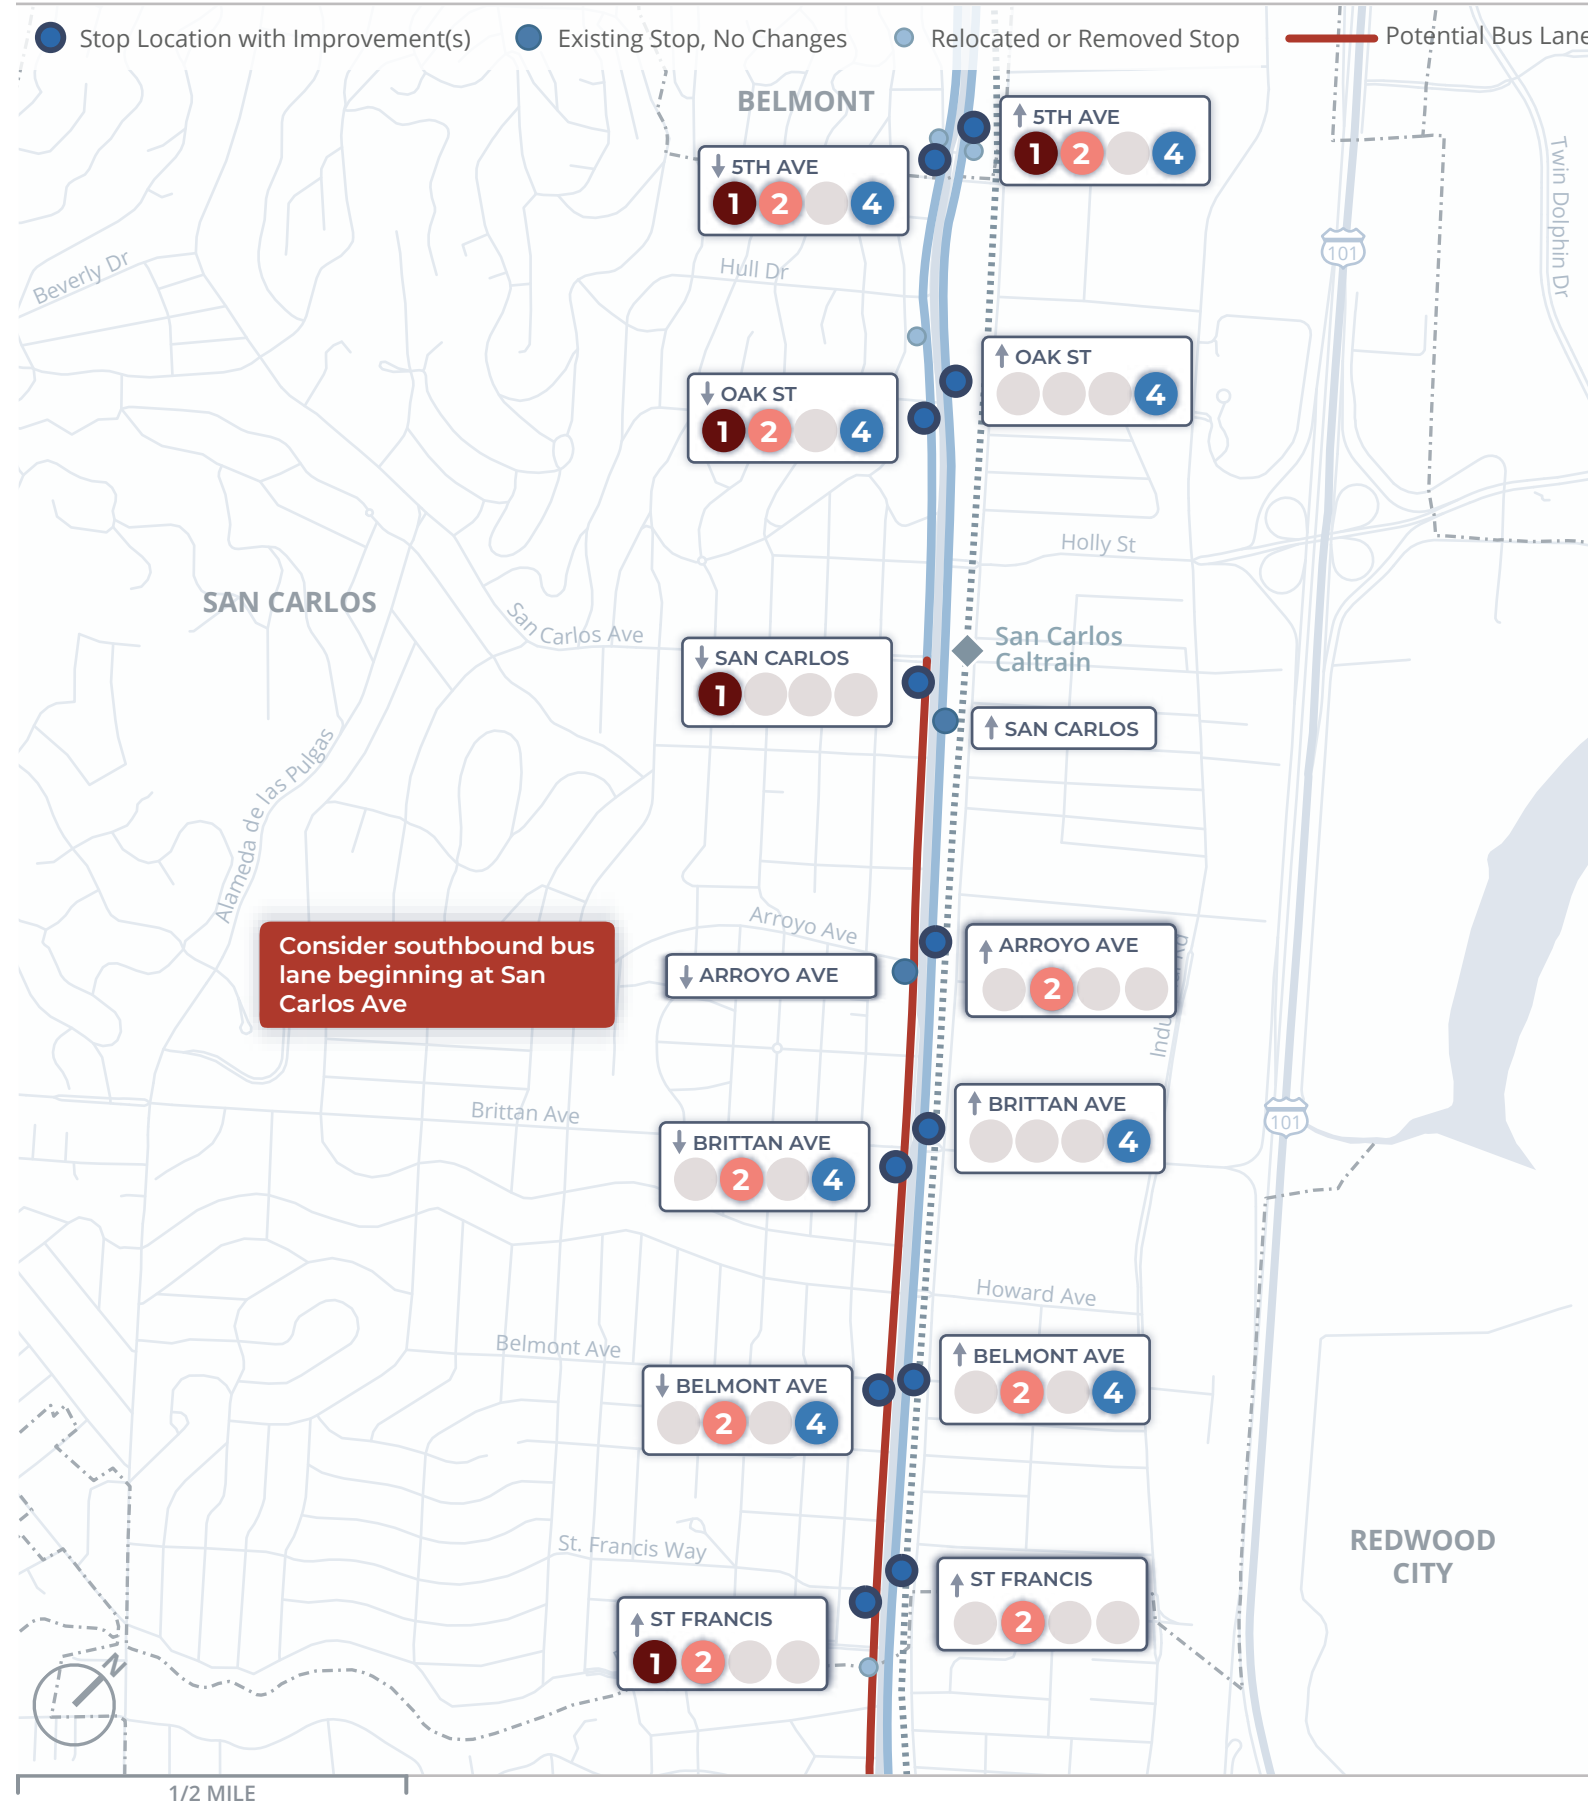 Stop Location with Improvement(s)
Existing Stop, No Changes
Relocated or Removed Stop
Potential Bus Lane
BELMONT
5TH AVE
1 2 4
5TH AVE
1 2 4
Twin Dolphin Dr
Beverly Dr
Hull Dr
101
OAK ST
4
OAK ST
1 2 4
Holly St
SAN CARLOS
San Carlos Ave
San Carlos
Caltrain
SAN CARLOS
1
SAN CARLOS
Alameda de las Pulgas
Arroyo Ave
Consider southbound bus
lane beginning at San
Carlos Ave
ARROYO AVE
ARROYO AVE
2
Brittan Ave
BRITTAN AVE
4
101
BRITTAN AVE
2 4
Howard Ave
Belmont Ave
BELMONT AVE
2 4
BELMONT AVE
2 4
St. Francis Way
REDWOOD
CITY
ST FRANCIS
2
ST FRANCIS
1 2
N
1/2 MILE